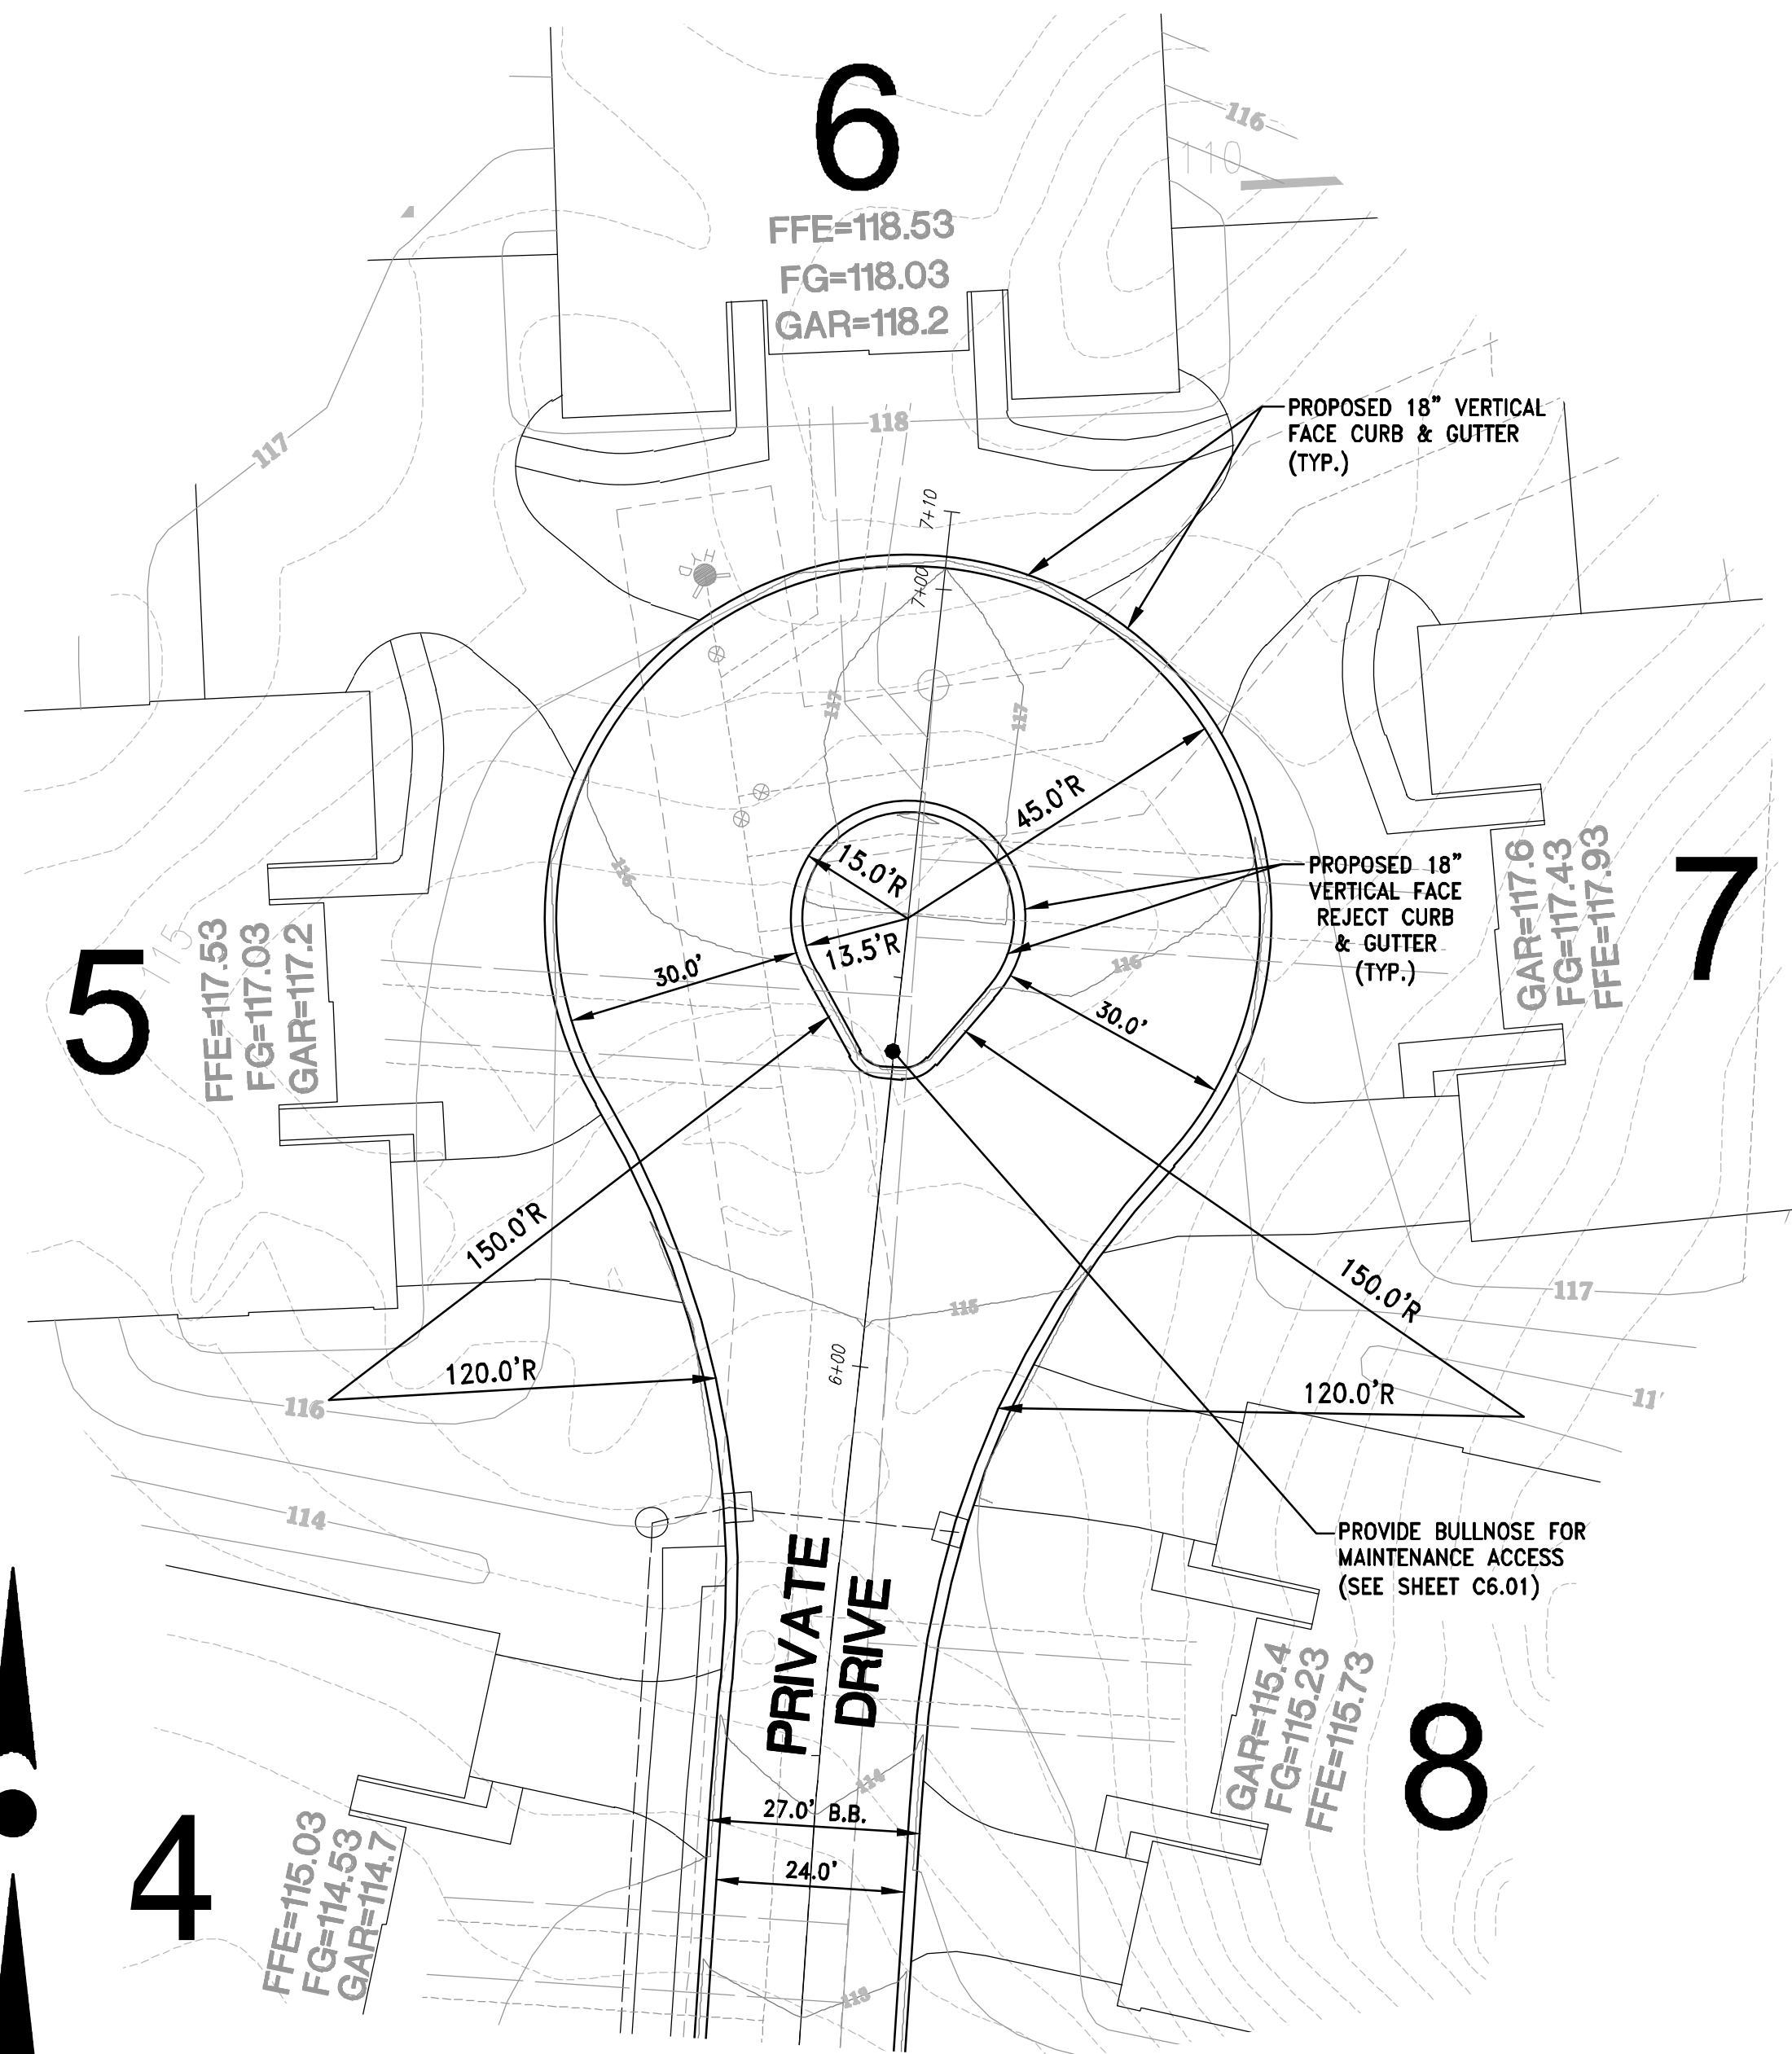 6
FFE=118.53
FG=118.03
GAR=118.2
116
110
117
118
PROPOSED 18" VERTICAL
FACE CURB & GUTTER
(TYP.)
7+10
HYD
7+00
117
117
45.0'R
15.0'R
13.5'R
116
30.0'
30.0'
116
PROPOSED 18"
VERTICAL FACE
REJECT CURB
& GUTTER
(TYP.)
5
115
FFE=117.53
FG=117.03
GAR=117.2
7
GAR=117.6
FG=117.43
FFE=117.93
150.0'R
120.0'R
150.0'R
120.0'R
117
115
6+00
116
11
114
PROVIDE BULLNOSE FOR
MAINTENANCE ACCESS
(SEE SHEET C6.01)
PRIVATE
DRIVE
8
GAR=115.4
FG=115.23
FFE=115.73
114
27.0' B.B.
24.0'
4
FFE=115.03
FG=114.53
GAR=114.7
113